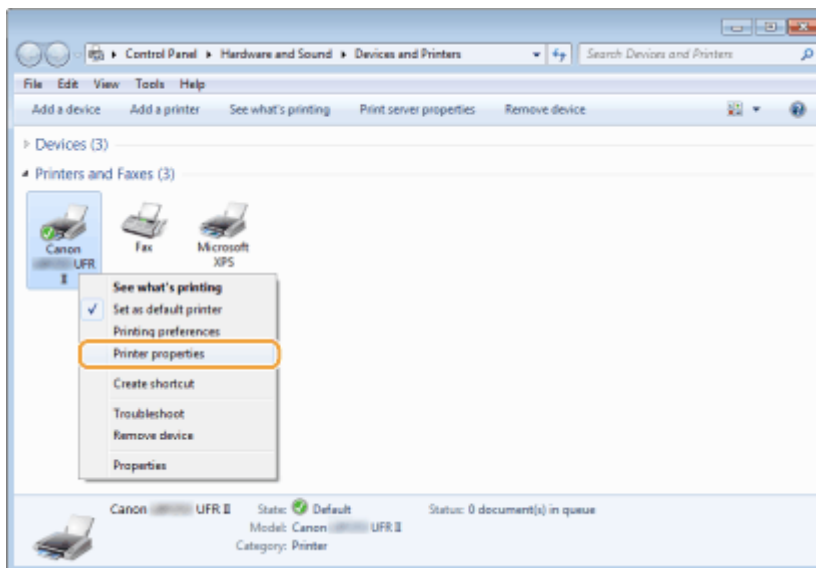 Control Panel ▸ Hardware and Sound ▸ Devices and Printers
Search Devices and Printers
File Edit View Tools Help
Add a device Add a printer See what's printing Print server properties Remove device
Devices (3)
Printers and Faxes (3)
Canon
UFR
II
Fax
Microsoft
XPS
See what's printing
Set as default printer
Printing preferences
Printer properties
Create shortcut
Troubleshoot
Remove device
Properties
Canon UFR II State: Default Status: 0 document(s) in queue
Model: Canon UFR II
Category: Printer